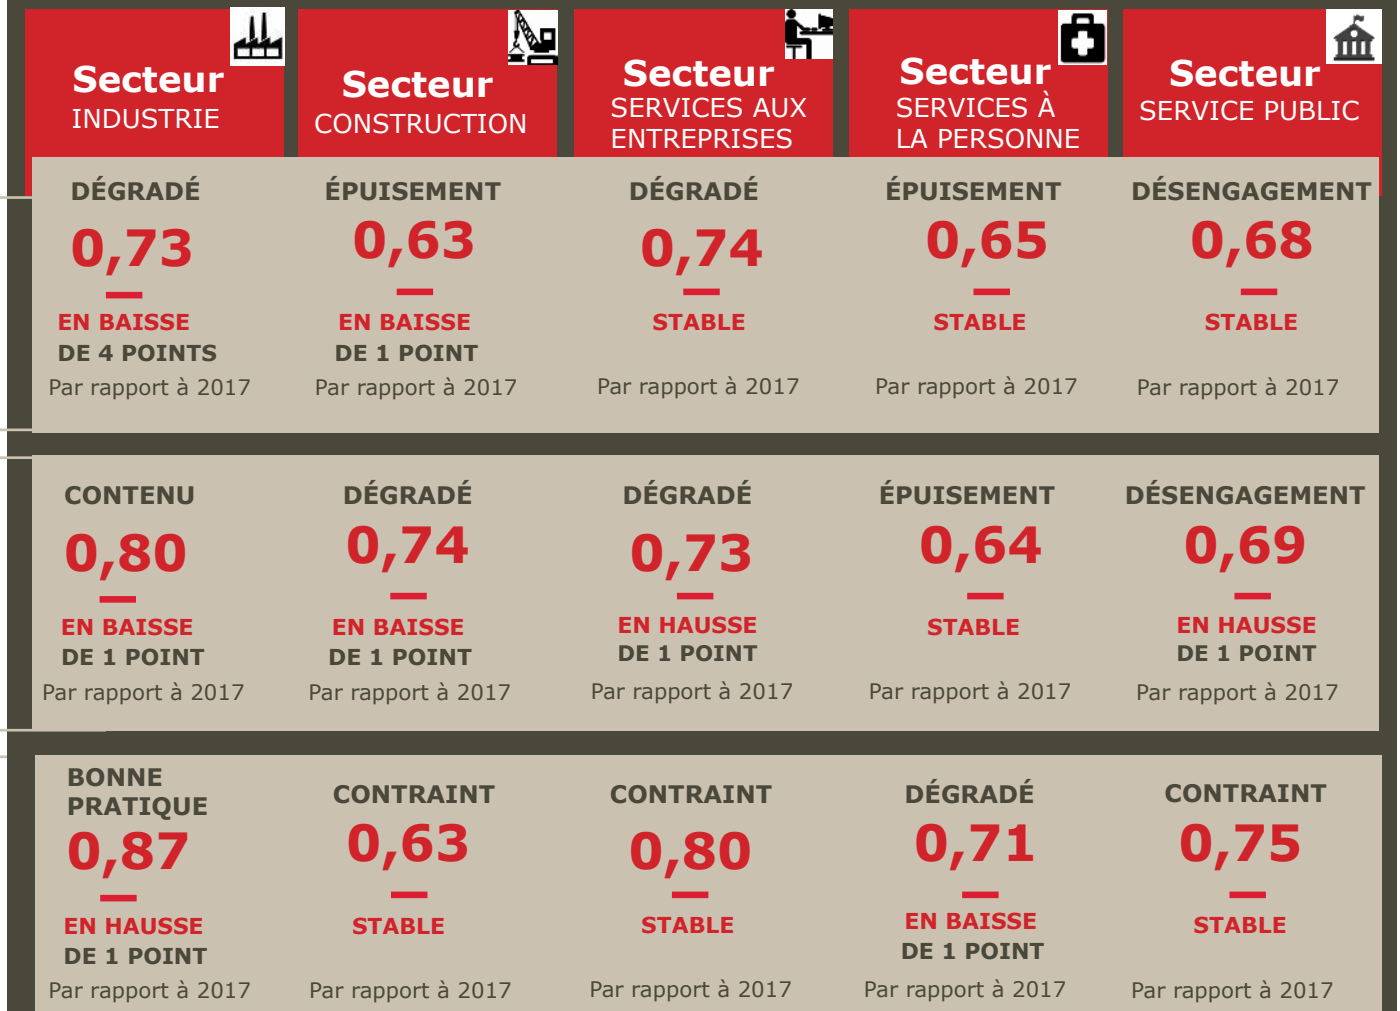 Secteur
INDUSTRIE
Secteur
CONSTRUCTION
Secteur
SERVICES AUX
ENTREPRISES
Secteur
SERVICES À
LA PERSONNE
Secteur
SERVICE PUBLIC
DÉGRADÉ
0,73
EN BAISSE
DE 4 POINTS
Par rapport à 2017
ÉPUISEMENT
0,63
EN BAISSE
DE 1 POINT
Par rapport à 2017
DÉGRADÉ
0,74
STABLE
Par rapport à 2017
ÉPUISEMENT
0,65
STABLE
Par rapport à 2017
DÉSENGAGEMENT
0,68
STABLE
Par rapport à 2017
CONTENU
0,80
EN BAISSE
DE 1 POINT
Par rapport à 2017
DÉGRADÉ
0,74
EN BAISSE
DE 1 POINT
Par rapport à 2017
DÉGRADÉ
0,73
EN HAUSSE
DE 1 POINT
Par rapport à 2017
ÉPUISEMENT
0,64
STABLE
Par rapport à 2017
DÉSENGAGEMENT
0,69
EN HAUSSE
DE 1 POINT
Par rapport à 2017
BONNE
PRATIQUE
0,87
EN HAUSSE
DE 1 POINT
Par rapport à 2017
CONTRAINT
0,63
STABLE
Par rapport à 2017
CONTRAINT
0,80
STABLE
Par rapport à 2017
DÉGRADÉ
0,71
EN BAISSE
DE 1 POINT
Par rapport à 2017
CONTRAINT
0,75
STABLE
Par rapport à 2017